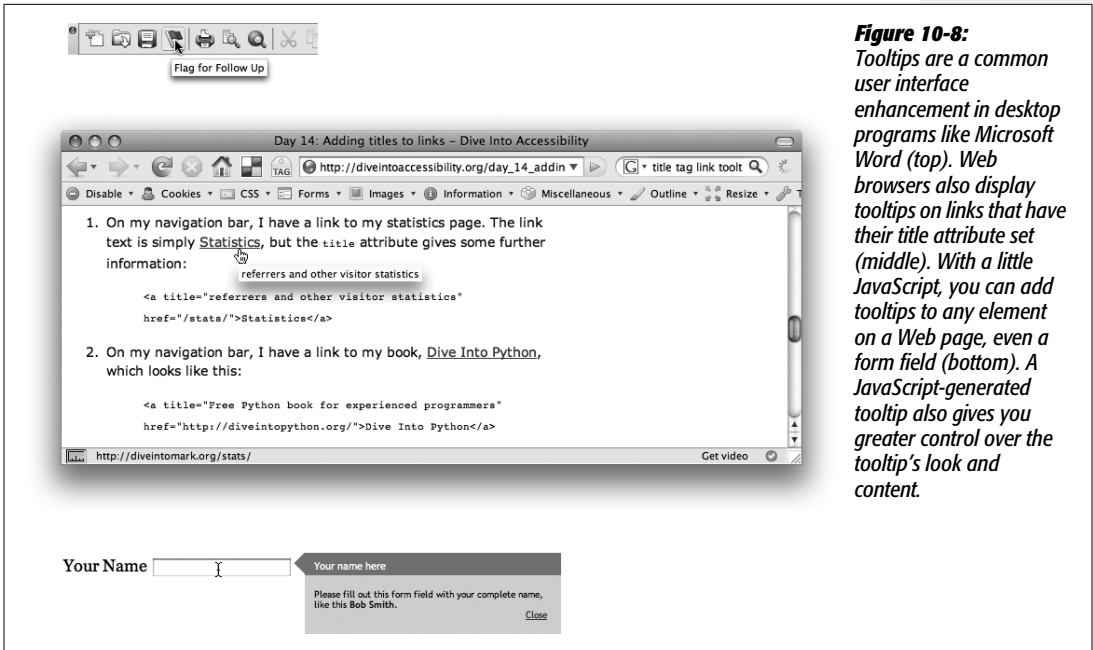 Flag for Follow Up
Day 14: Adding titles to links – Dive Into Accessibility
TAG
http://diveintoaccessibility.org/day_14_addin
G
title tag link toolt
Disable
Cookies
CSS
Forms
Images
Information
Miscellaneous
Outline
Resize
T
1. On my navigation bar, I have a link to my statistics page. The link
text is simply Statistics, but the title attribute gives some further
information:
referrers and other visitor statistics
<a title="referrers and other visitor statistics"
href="/stats/">Statistics</a>
2. On my navigation bar, I have a link to my book, Dive Into Python,
which looks like this:
<a title="Free Python book for experienced programmers"
href="http://diveintopython.org/">Dive Into Python</a>
http://diveintomark.org/stats/
Get video
Your Name
Your name here
Please fill out this form field with your complete name,
like this Bob Smith.
Close
Figure 10-8:
Tooltips are a common
user interface
enhancement in desktop
programs like Microsoft
Word (top). Web
browsers also display
tooltips on links that have
their title attribute set
(middle). With a little
JavaScript, you can add
tooltips to any element
on a Web page, even a
form field (bottom). A
JavaScript-generated
tooltip also gives you
greater control over the
tooltip's look and
content.